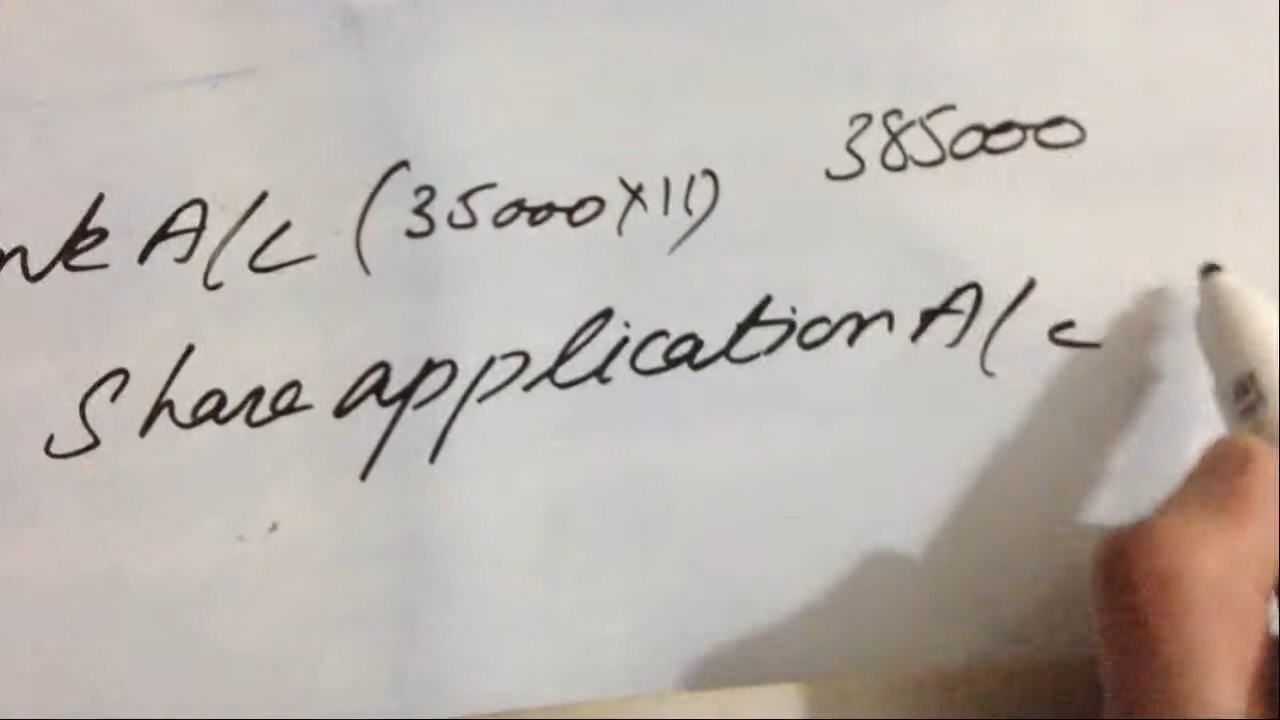 nk A/c (35000×11) 385000
Share application A/c